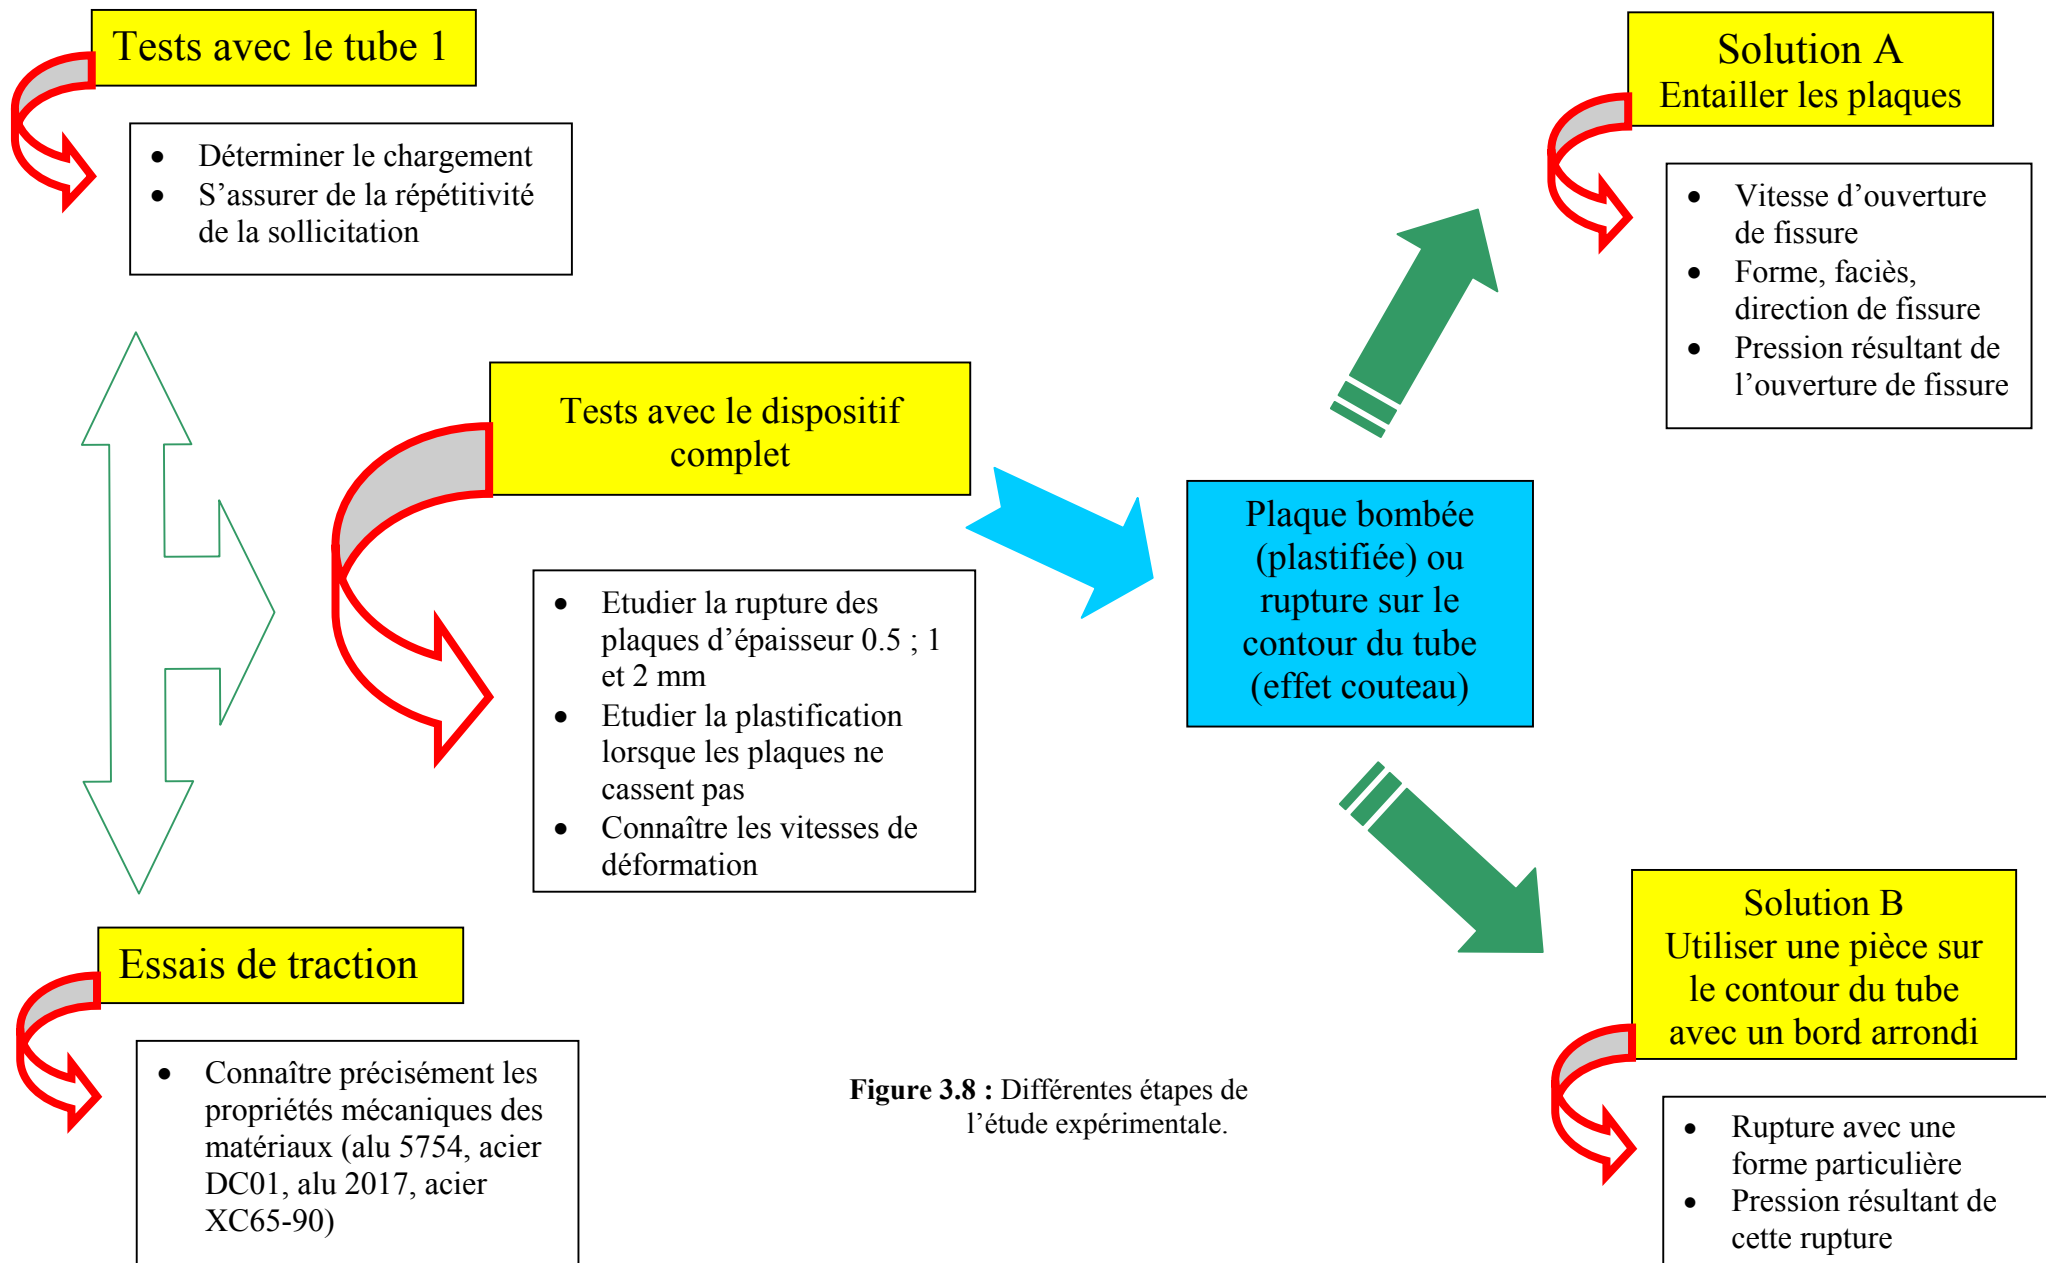 Tests avec le tube 1
• Déterminer le chargement
• S’assurer de la répétitivité
de la sollicitation
Tests avec le dispositif
complet
• Etudier la rupture des
plaques d’épaisseur 0.5 ; 1
et 2 mm
• Etudier la plastification
lorsque les plaques ne
cassent pas
• Connaître les vitesses de
déformation
Essais de traction
• Connaître précisément les
propriétés mécaniques des
matériaux (alu 5754, acier
DC01, alu 2017, acier
XC65-90)
Plaque bombée
(plastifiée) ou
rupture sur le
contour du tube
(effet couteau)
Solution A
Entailler les plaques
• Vitesse d’ouverture
de fissure
• Forme, faciès,
direction de fissure
• Pression résultant de
l’ouverture de fissure
Solution B
Utiliser une pièce sur
le contour du tube
avec un bord arrondi
• Rupture avec une
forme particulière
• Pression résultant de
cette rupture
Figure 3.8 : Différentes étapes de
l’étude expérimentale.